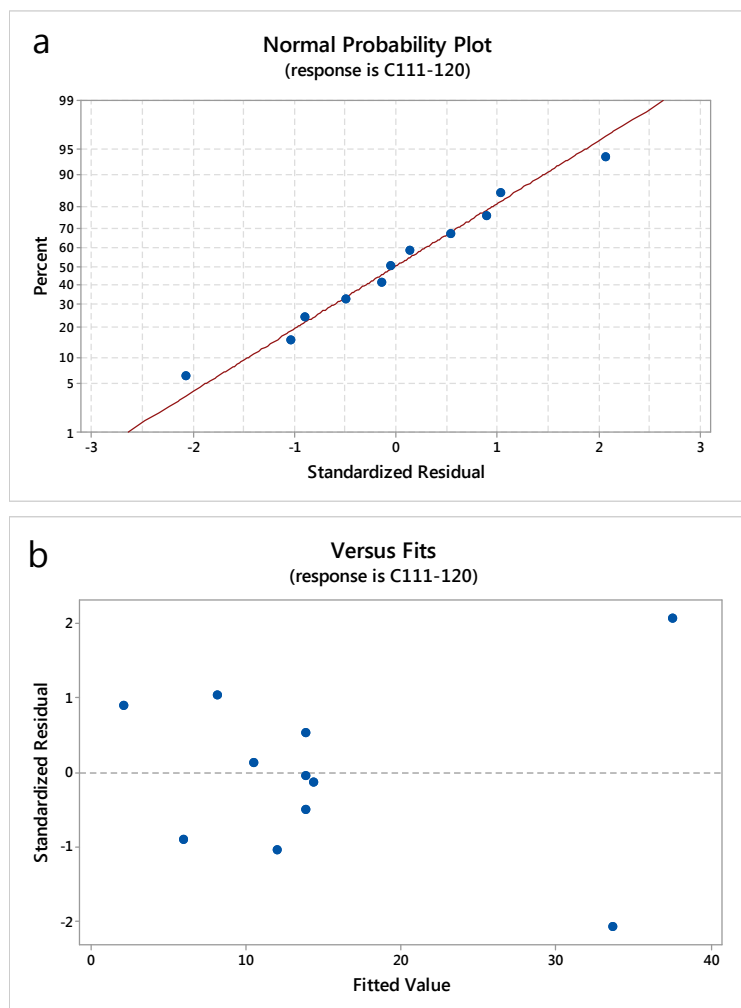 a
Normal Probability Plot
(response is C111-120)
99
95
90
80
70
60
50
40
30
20
10
5
1
Percent
-3 -2 -1 0 1 2 3
Standardized Residual
b
Versus Fits
(response is C111-120)
2
1
0
-1
-2
Standardized Residual
0 10 20 30 40
Fitted Value